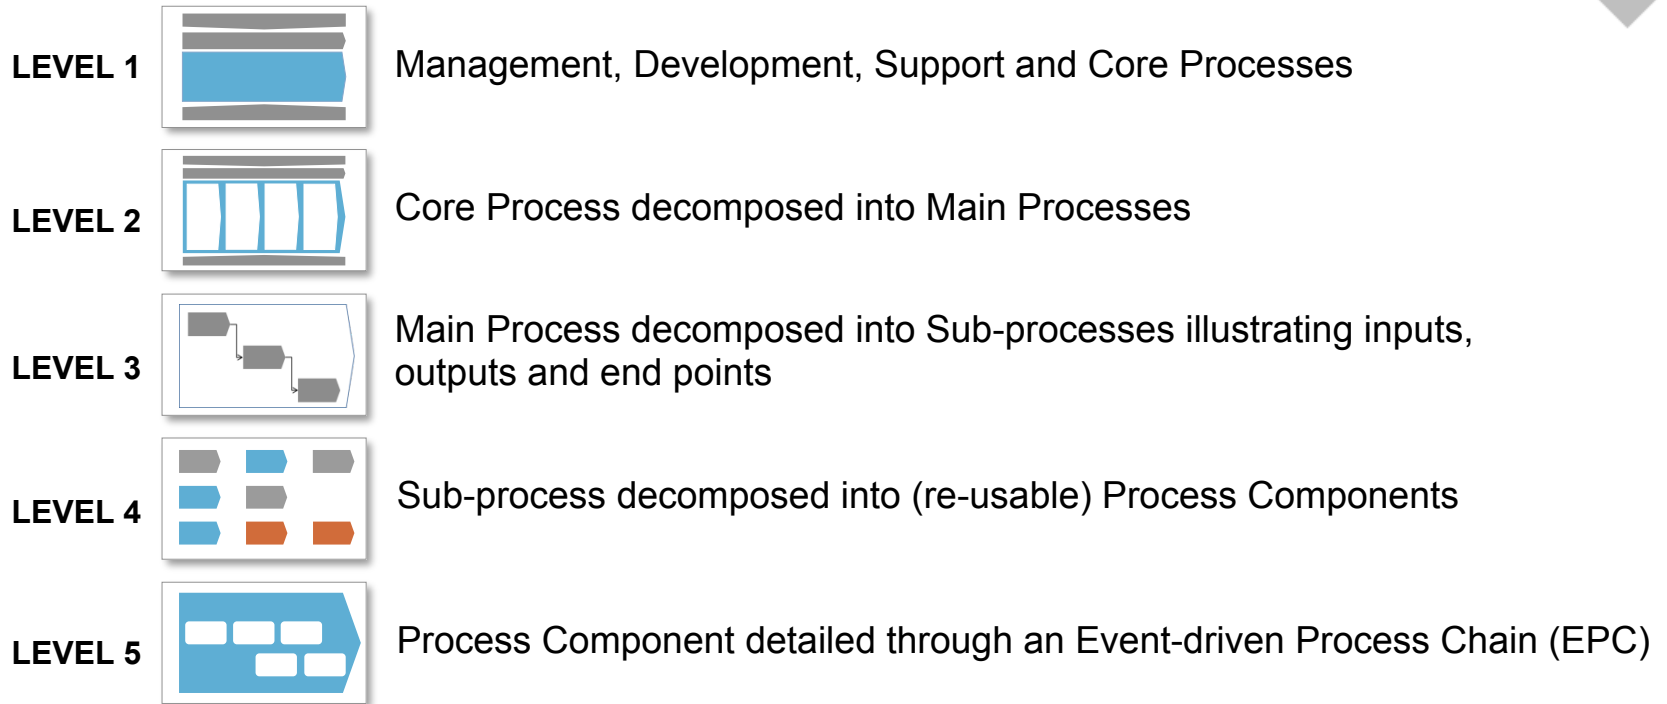 LEVEL 1
Management, Development, Support and Core Processes
LEVEL 2
Core Process decomposed into Main Processes
LEVEL 3
Main Process decomposed into Sub-processes illustrating inputs,
outputs and end points
LEVEL 4
Sub-process decomposed into (re-usable) Process Components
LEVEL 5
Process Component detailed through an Event-driven Process Chain (EPC)